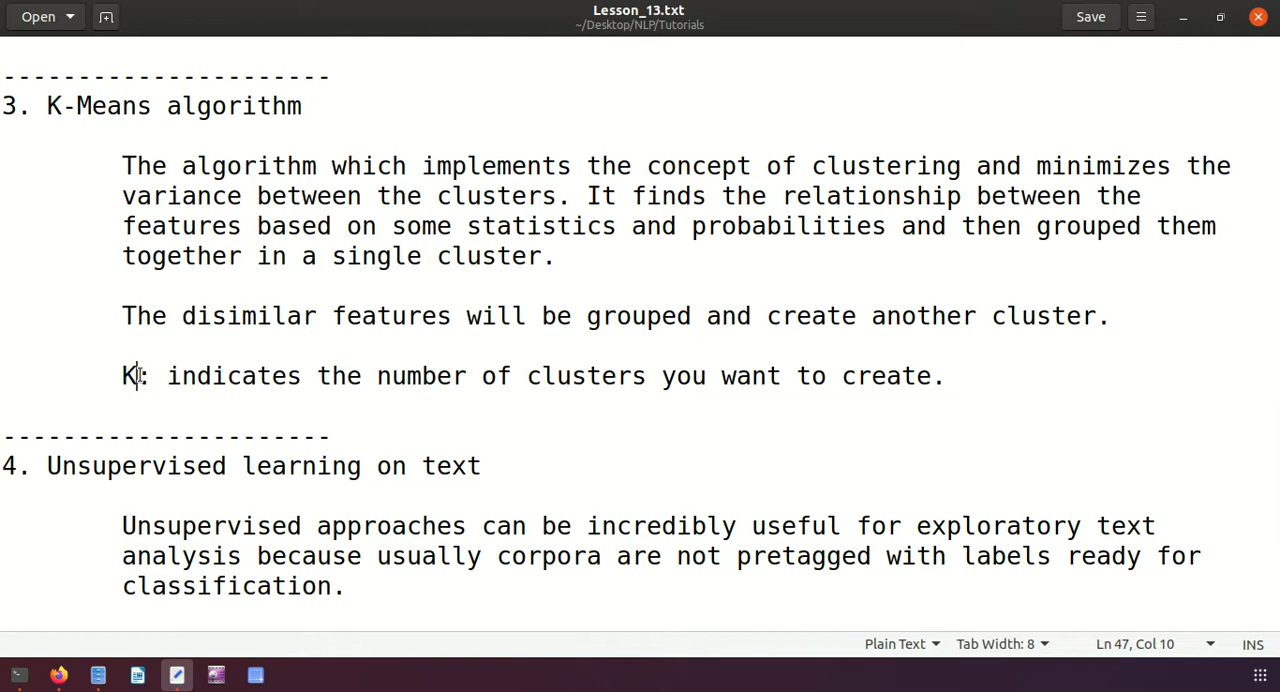 Open
Lesson_13.txt
~/Desktop/NLP/Tutorials
Save
----------------------
3. K-Means algorithm
The algorithm which implements the concept of clustering and minimizes the
variance between the clusters. It finds the relationship between the
features based on some statistics and probabilities and then grouped them
together in a single cluster.
The disimilar features will be grouped and create another cluster.
K: indicates the number of clusters you want to create.
----------------------
4. Unsupervised learning on text
Unsupervised approaches can be incredibly useful for exploratory text
analysis because usually corpora are not pretagged with labels ready for
classification.
Plain Text
Tab Width: 8
Ln 47, Col 10
INS